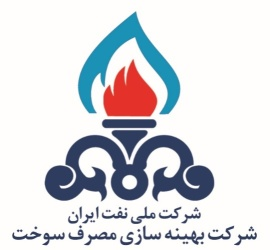 شرکت ملی نفت ایران
شرکت بهینه سازی مصرف سوخت